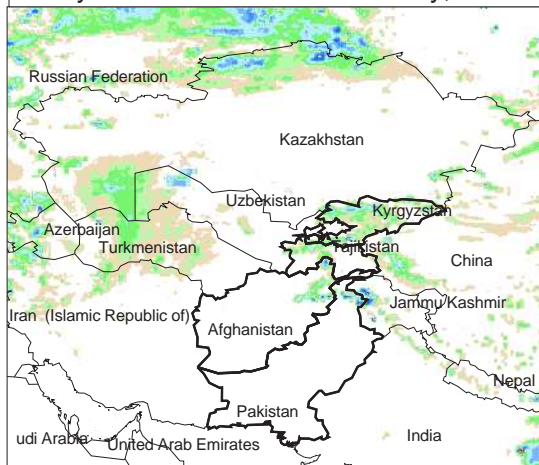 Russian Federation
Kazakhstan
Uzbekistan
Kyrgyzstan
Azerbaijan
Turkmenistan
Tajikistan
China
Jammu Kashmir
Iran (Islamic Republic of)
Afghanistan
Nepal
Pakistan
udi Arabia
United Arab Emirates
India